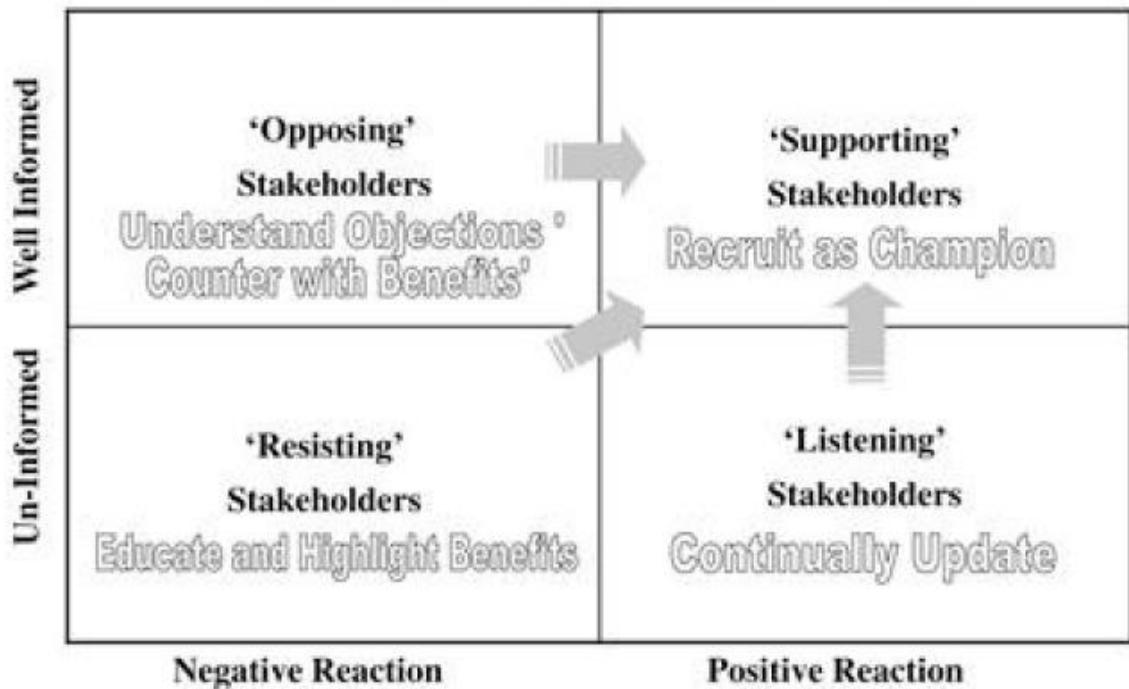 Well Informed
‘Opposing’
Stakeholders
Understand Objections '
Counter with Benefits'
‘Supporting’
Stakeholders
Recruit as Champion
Un-Informed
‘Resisting’
Stakeholders
Educate and Highlight Benefits
‘Listening’
Stakeholders
Continually Update
Negative Reaction
Positive Reaction